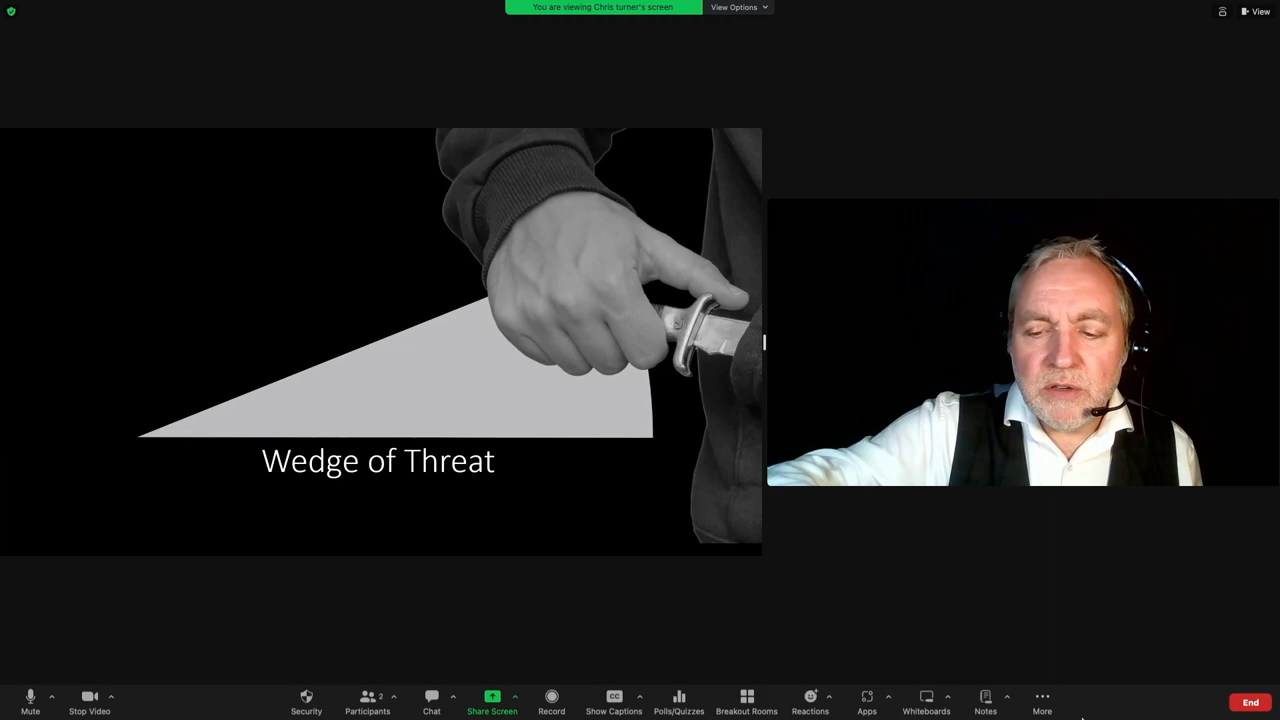 You are viewing Chris turner's screen
View Options
View
Wedge of Threat
Mute
Stop Video
Security
Participants
2
Chat
Share Screen
Record
CC
Show Captions
Polls/Quizzes
Breakout Rooms
Reactions
Apps
Whiteboards
Notes
More
End